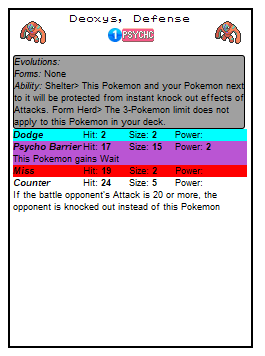 Deoxys, Defense
1 PSYCHC
Evolutions:
Forms: None
Ability: Shelter> This Pokemon and your Pokemon next
to it will be protected from instant knock out effects of
Attacks. Form Herd> The 3-Pokemon limit does not
apply to this Pokemon in your deck.
Dodge Hit: 2 Size: 2 Power:
Psycho Barrier Hit: 17 Size: 15 Power: 2
This Pokemon gains Wait
Miss Hit: 19 Size: 2 Power:
Counter Hit: 24 Size: 5 Power:
If the battle opponent's Attack is 20 or more, the
opponent is knocked out instead of this Pokemon